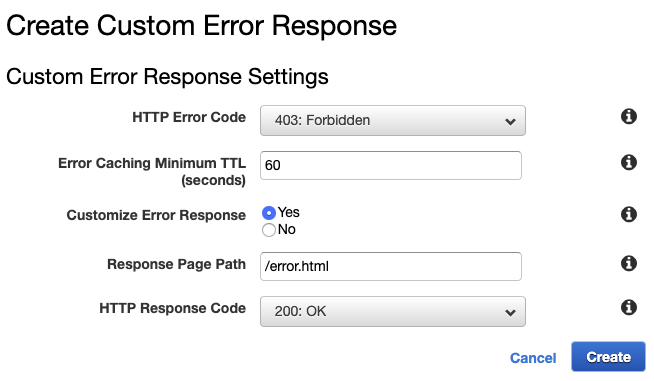 Create Custom Error Response
Custom Error Response Settings
HTTP Error Code
403: Forbidden
Error Caching Minimum TTL
(seconds)
60
Customize Error Response
Yes
No
Response Page Path
/error.html
HTTP Response Code
200: OK
Cancel
Create